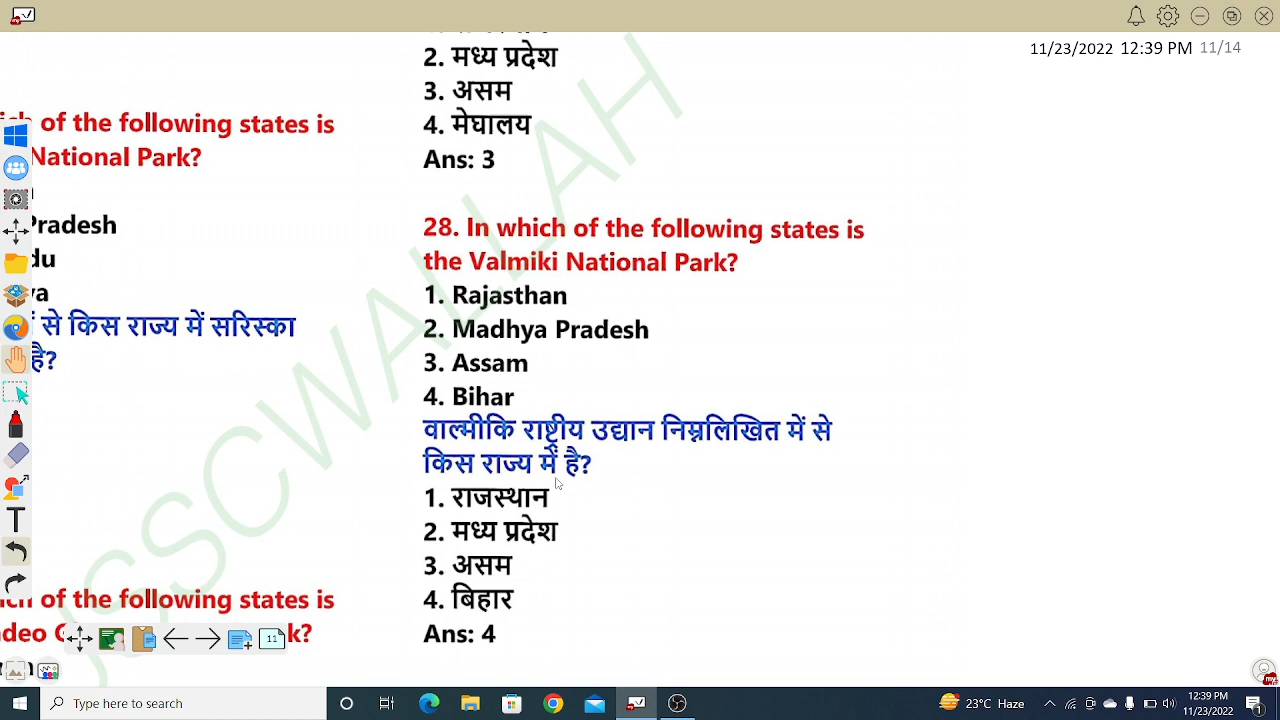 11/23/2022 12:39 PM 11/14
of the following states is
National Park?
Pradesh
du
ya
से किस राज्य में सरिस्का
है?
of the following states is
deo
k?
2. मध्य प्रदेश
3. असम
4. मेघालय
Ans: 3
28. In which of the following states is
the Valmiki National Park?
1. Rajasthan
2. Madhya Pradesh
3. Assam
4. Bihar
वाल्मीकि राष्ट्रीय उद्यान निम्नलिखित में से
किस राज्य में है?
1. राजस्थान
2. मध्य प्रदेश
3. असम
4. बिहार
Ans: 4
SSCWALLAH
11
Type here to search
23°C Haze
12:39 PM
11/23/2022